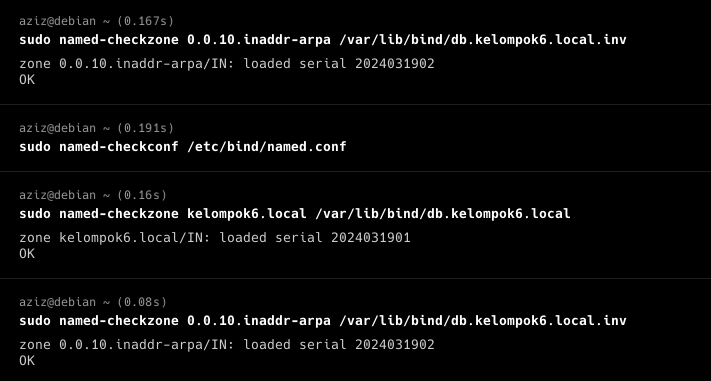 aziz@debian ~ (0.167s)
sudo named-checkzone 0.0.10.inaddr-arpa /var/lib/bind/db.kelompok6.local.inv
zone 0.0.10.inaddr-arpa/IN: loaded serial 2024031902
OK
aziz@debian ~ (0.191s)
sudo named-checkconf /etc/bind/named.conf
aziz@debian ~ (0.16s)
sudo named-checkzone kelompok6.local /var/lib/bind/db.kelompok6.local
zone kelompok6.local/IN: loaded serial 2024031901
OK
aziz@debian ~ (0.08s)
sudo named-checkzone 0.0.10.inaddr-arpa /var/lib/bind/db.kelompok6.local.inv
zone 0.0.10.inaddr-arpa/IN: loaded serial 2024031902
OK